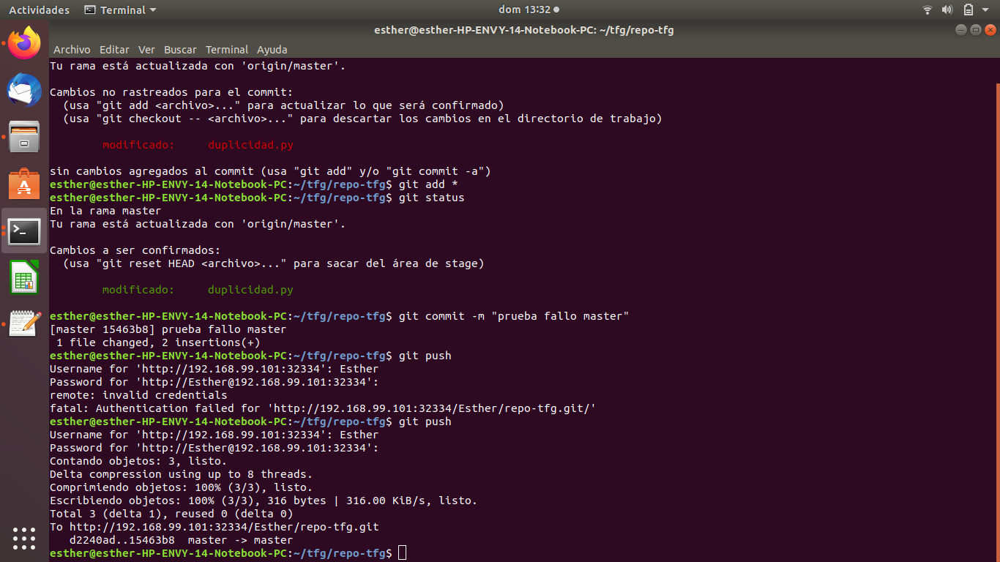 Actividades Terminal dom 13:32
esther@esther-HP-ENVY-14-Notebook-PC: ~/tfg/repo-tfg
Archivo Editar Ver Buscar Terminal Ayuda
Tu rama está actualizada con 'origin/master'.
Cambios no rastreados para el commit:
  (usa "git add <archivo>..." para actualizar lo que será confirmado)
  (usa "git checkout -- <archivo>..." para descartar los cambios en el directorio de trabajo)
        modificado:     duplicidad.py
sin cambios agregados al commit (usa "git add" y/o "git commit -a")
esther@esther-HP-ENVY-14-Notebook-PC:~/tfg/repo-tfg$ git add *
esther@esther-HP-ENVY-14-Notebook-PC:~/tfg/repo-tfg$ git status
En la rama master
Tu rama está actualizada con 'origin/master'.
Cambios a ser confirmados:
  (usa "git reset HEAD <archivo>..." para sacar del área de stage)
        modificado:     duplicidad.py
esther@esther-HP-ENVY-14-Notebook-PC:~/tfg/repo-tfg$ git commit -m "prueba fallo master"
[master 15463b8] prueba fallo master
 1 file changed, 2 insertions(+)
esther@esther-HP-ENVY-14-Notebook-PC:~/tfg/repo-tfg$ git push
Username for 'http://192.168.99.101:32334': Esther
Password for 'http://Esther@192.168.99.101:32334':
remote: invalid credentials
fatal: Authentication failed for 'http://192.168.99.101:32334/Esther/repo-tfg.git/'
esther@esther-HP-ENVY-14-Notebook-PC:~/tfg/repo-tfg$ git push
Username for 'http://192.168.99.101:32334': Esther
Password for 'http://Esther@192.168.99.101:32334':
Contando objetos: 3, listo.
Delta compression using up to 8 threads.
Comprimiendo objetos: 100% (3/3), listo.
Escribiendo objetos: 100% (3/3), 316 bytes | 316.00 KiB/s, listo.
Total 3 (delta 1), reused 0 (delta 0)
To http://192.168.99.101:32334/Esther/repo-tfg.git
   d2240ad..15463b8  master -> master
esther@esther-HP-ENVY-14-Notebook-PC:~/tfg/repo-tfg$